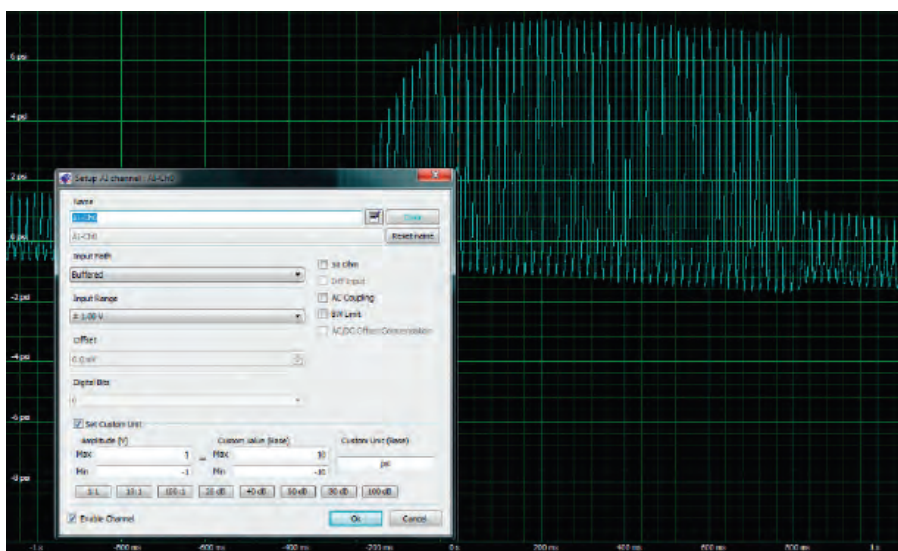 6 psi
4 psi
2 psi
0 psi
-2 psi
-4 psi
-6 psi
-8 psi
Setup AI channel : AI-Ch0
Name
AI-Ch0
Color
AI-Ch0
Reset name
Input Path
Buffered
50 Ohm
Diff Input
Input Range
AC Coupling
± 1.00 V
BW Limit
AC/DC Offset Compensation
Offset
0.0 mV
Digital Bits
0
Set Custom Unit
Amplitude [V]
Custom Value (Base)
Custom Unit (Base)
Max 1 = Max 10
psi
Min -1 Min -10
1:1 10:1 100:1 20 dB 40 dB 60 dB 80 dB 100 dB
Enable Channel
Ok
Cancel
-1 s -800 ms -600 ms -400 ms -200 ms 0 s 200 ms 400 ms 600 ms 800 ms 1 s